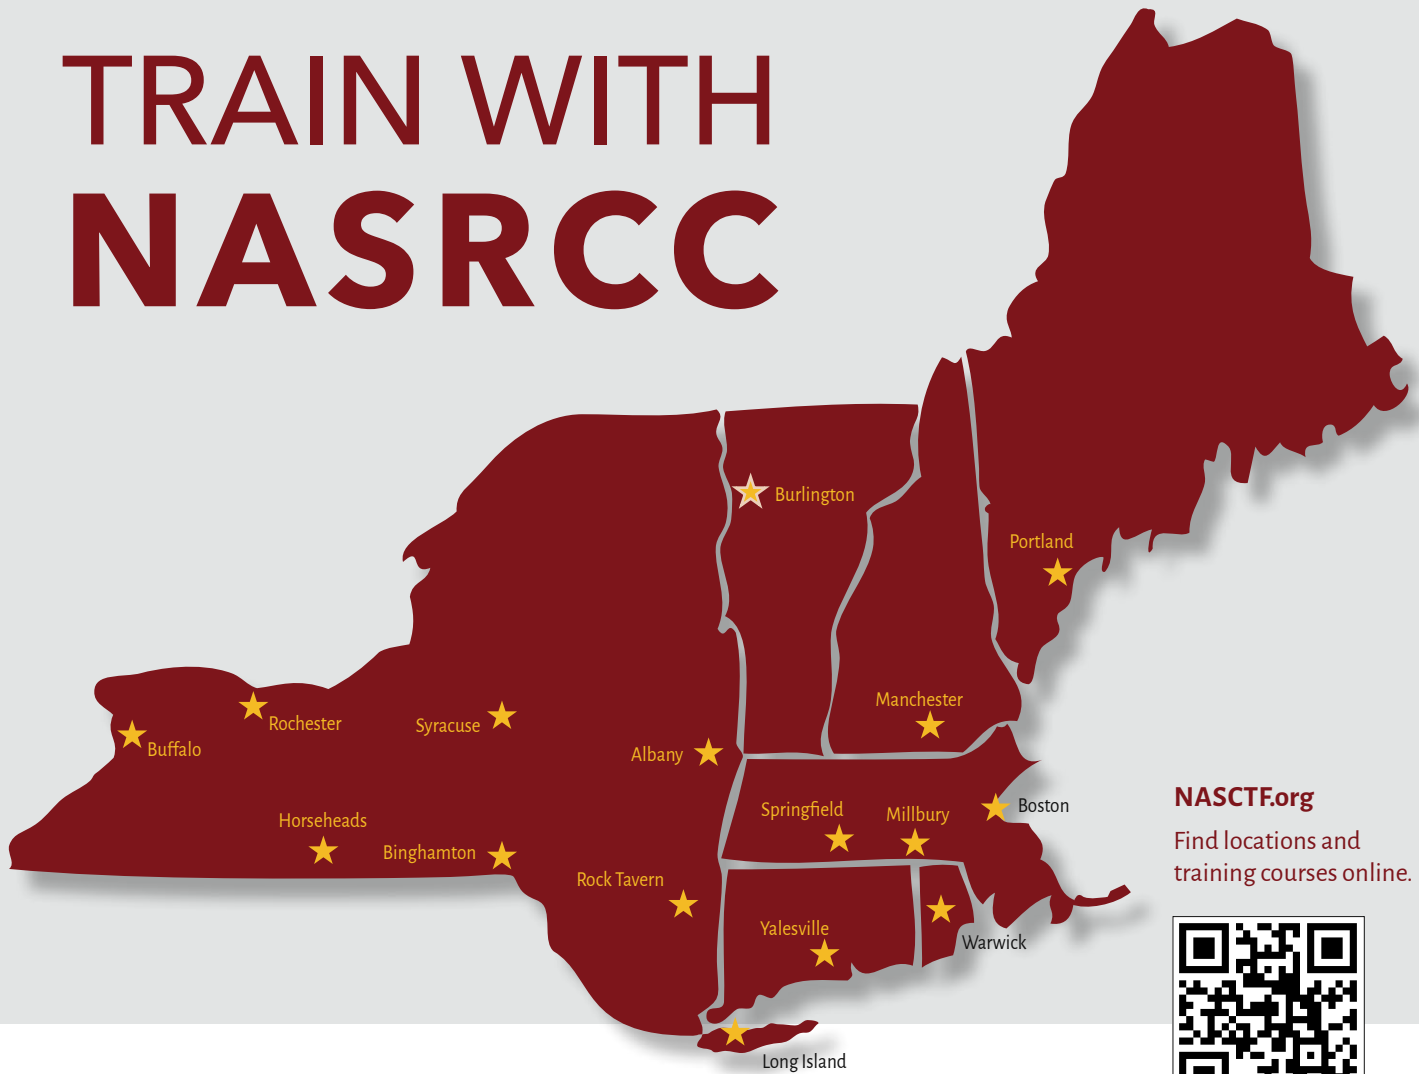 TRAIN WITH
NASRCC
Burlington
Portland
Manchester
Rochester
Syracuse
Buffalo
Albany
NASCTF.org
Springfield
Millbury
Boston
Horseheads
Find locations and
training courses online.
Binghamton
Rock Tavern
Yalesville
Warwick
Long Island